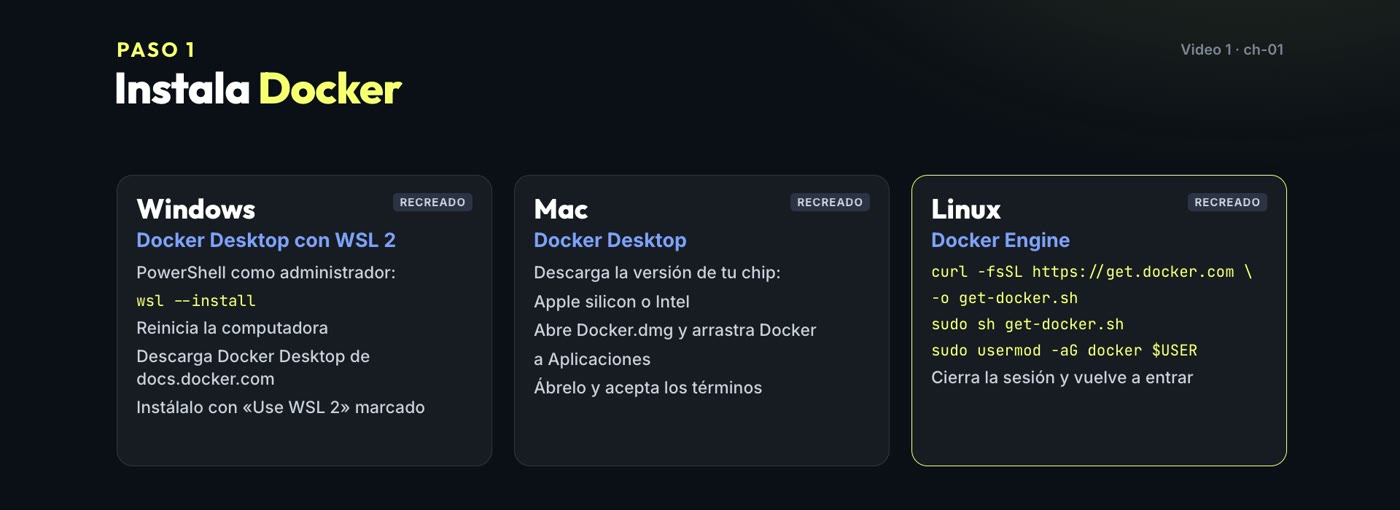 PASO 1
Video 1 · ch-01
Instala Docker
Windows
RECREADO
Docker Desktop con WSL 2
PowerShell como administrador:
wsl --install
Reinicia la computadora
Descarga Docker Desktop de
docs.docker.com
Instálalo con «Use WSL 2» marcado
Mac
RECREADO
Docker Desktop
Descarga la versión de tu chip:
Apple silicon o Intel
Abre Docker.dmg y arrastra Docker
a Aplicaciones
Ábrelo y acepta los términos
Linux
RECREADO
Docker Engine
curl -fsSL https://get.docker.com \
-o get-docker.sh
sudo sh get-docker.sh
sudo usermod -aG docker $USER
Cierra la sesión y vuelve a entrar